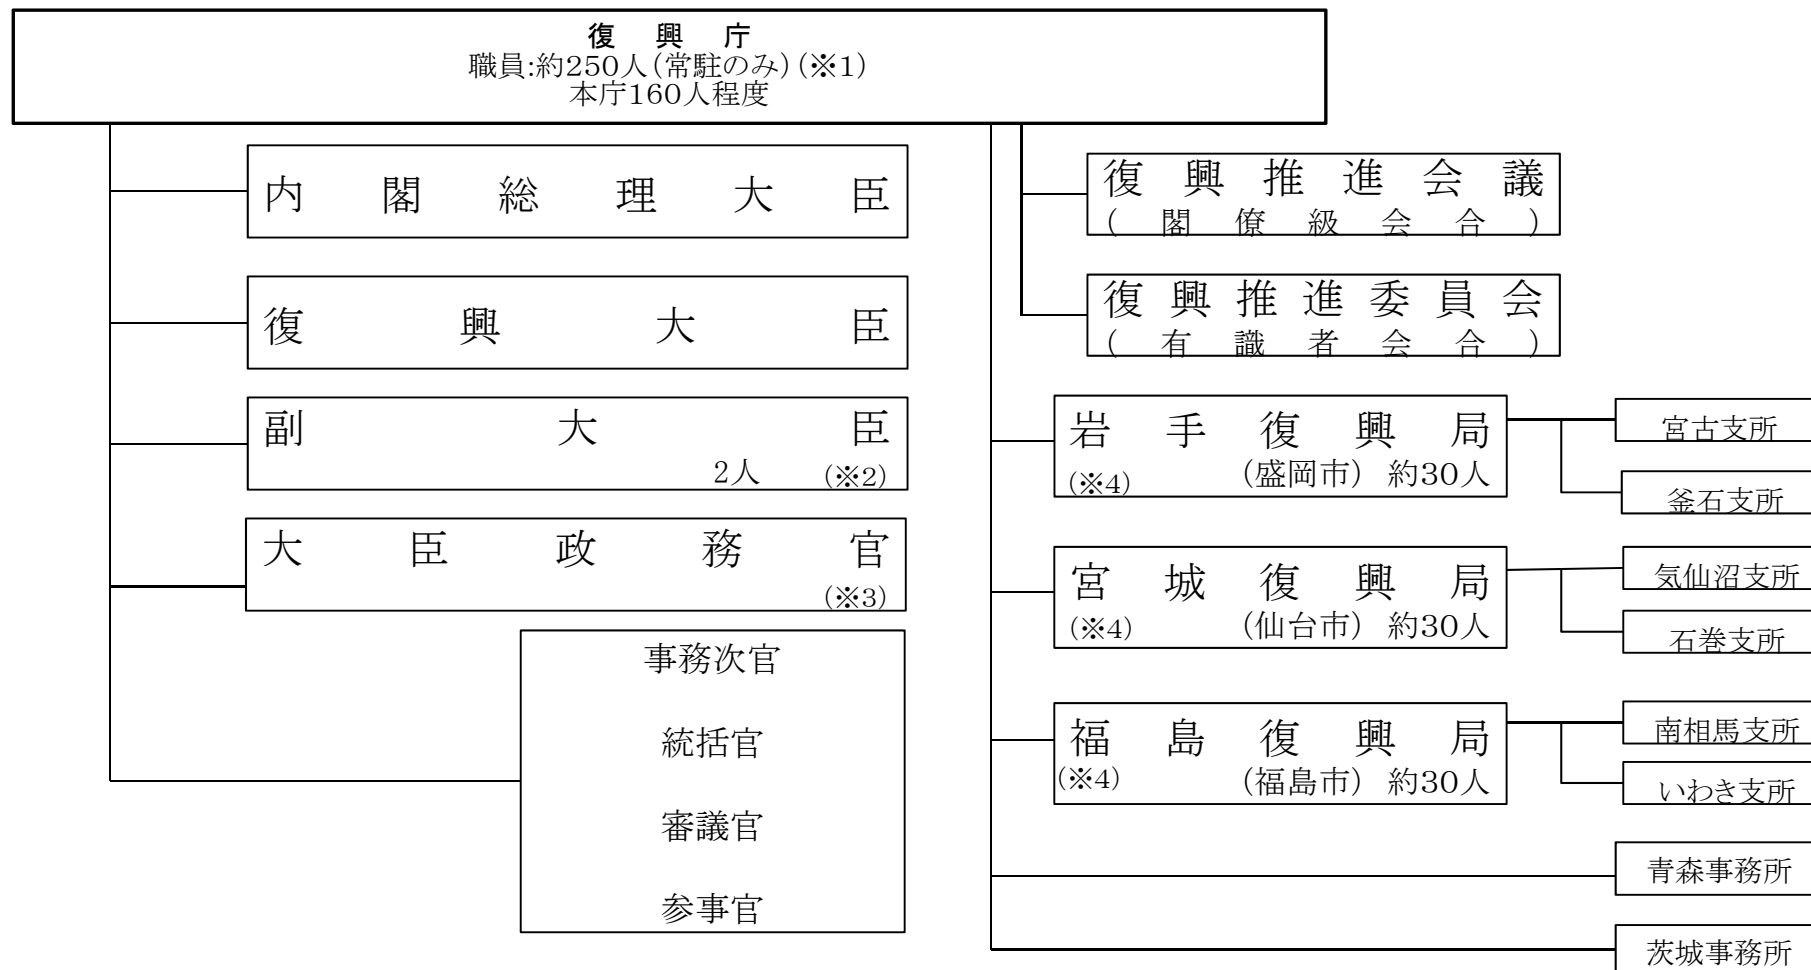 復興庁
職員:約250人(常駐のみ)(※1)
本庁160人程度
内閣総理大臣
復興大臣
副大臣
2人 (※2)
大臣政務官
(※3)
事務次官
統括官
審議官
参事官
復興推進会議
(閣僚級会合)
復興推進委員会
(有識者会合)
岩手復興局
(※4) (盛岡市) 約30人
宮古支所
釜石支所
宮城復興局
(※4) (仙台市) 約30人
気仙沼支所
石巻支所
福島復興局
(※4) (福島市) 約30人
南相馬支所
いわき支所
青森事務所
茨城事務所